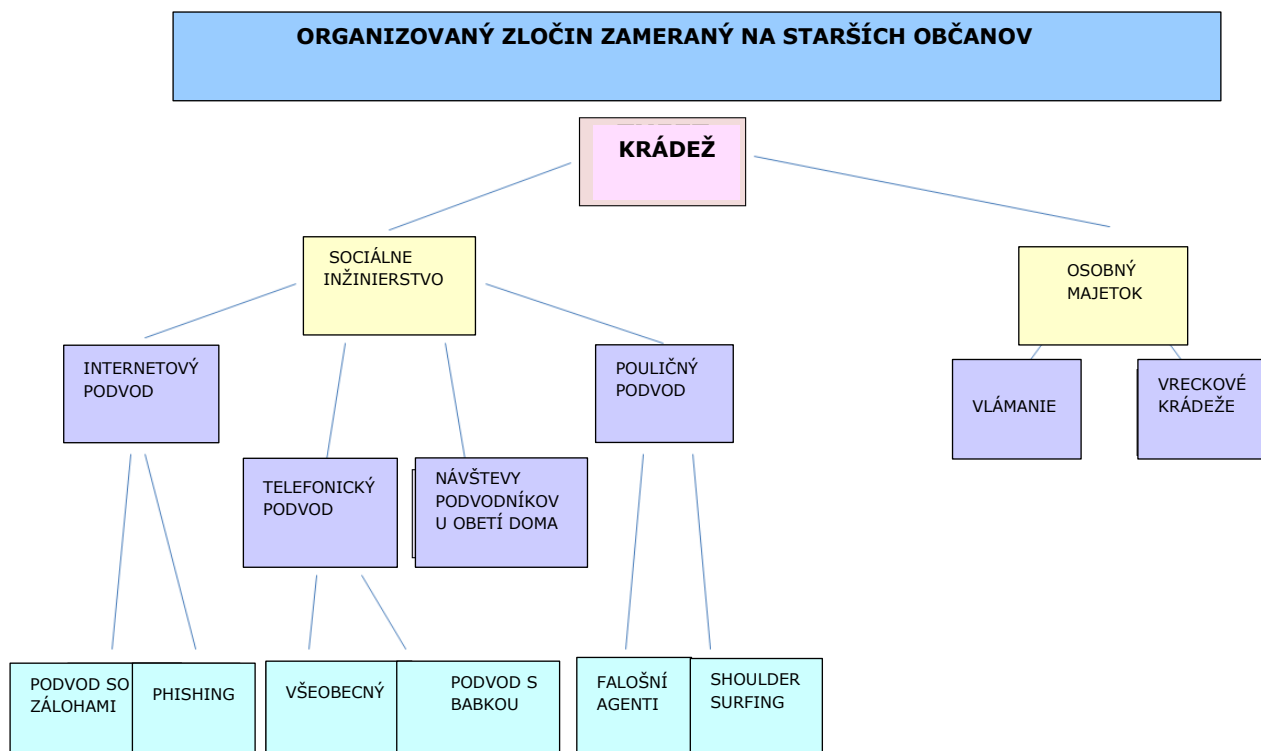 ORGANIZOVANÝ ZLOČIN ZAMERANÝ NA STARŠÍCH OBČANOV
KRÁDEŽ
SOCIÁLNE
INŽINIERSTVO
OSOBNÝ
MAJETOK
INTERNETOVÝ
PODVOD
POULIČNÝ
PODVOD
VLÁMANIE
VRECKOVÉ
KRÁDEŽE
TELEFONICKÝ
PODVOD
NÁVŠTEVY
PODVODNÍKOV
U OBETÍ DOMA
PODVOD SO
ZÁLOHAMI
PHISHING
VŠEOBECNÝ
PODVOD S
BABKOU
FALOŠNÍ
AGENTI
SHOULDER
SURFING